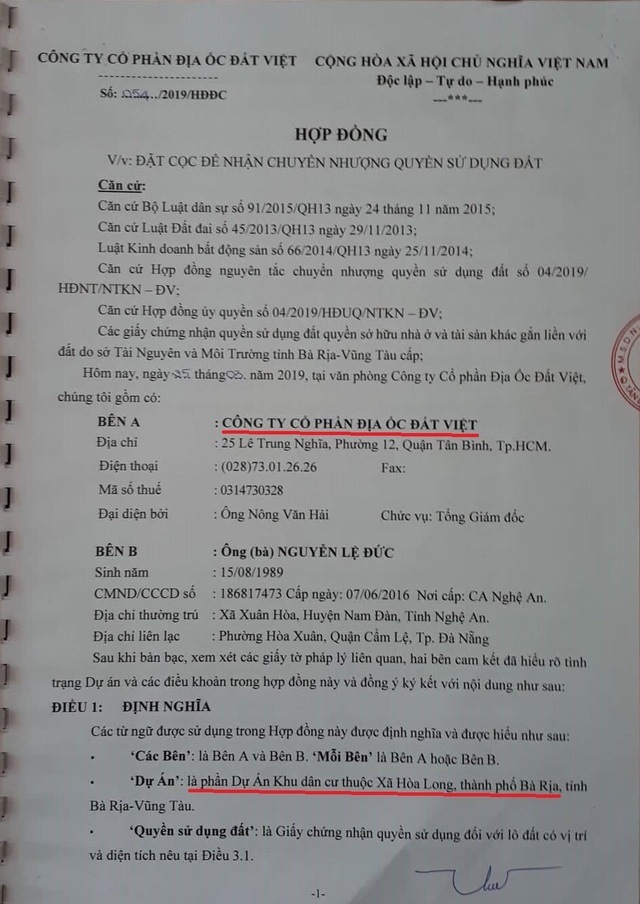 CÔNG TY CỔ PHẦN ĐỊA ỐC ĐẤT VIỆT
CỘNG HÒA XÃ HỘI CHỦ NGHĨA VIỆT NAM
Độc lập – Tự do – Hạnh phúc
Số: 054../2019/HĐĐC
---***---
HỢP ĐỒNG
V/v: ĐẶT CỌC ĐỂ NHẬN CHUYỂN NHƯỢNG QUYỀN SỬ DỤNG ĐẤT
Căn cứ:
Căn cứ Bộ Luật dân sự số 91/2015/QH13 ngày 24 tháng 11 năm 2015;
Căn cứ Luật Đất đai số 45/2013/QH13 ngày 29/11/2013;
Luật Kinh doanh bất động sản số 66/2014/QH13 ngày 25/11/2014;
Căn cứ Hợp đồng nguyên tắc chuyển nhượng quyền sử dụng đất số 04/2019/
HĐNT/NTKN – ĐV;
Căn cứ Hợp đồng ủy quyền số 04/2019/HĐUQ/NTKN – ĐV;
Các giấy chứng nhận quyền sử dụng đất quyền sở hữu nhà ở và tài sản khác gắn liền với
đất do sở Tài Nguyên và Môi Trường tỉnh Bà Rịa-Vũng Tàu cấp;
Hôm nay, ngày 25 tháng 02. năm 2019, tại văn phòng Công ty Cổ phần Địa Ốc Đất Việt,
chúng tôi gồm có:
BÊN A : CÔNG TY CỔ PHẦN ĐỊA ỐC ĐẤT VIỆT
Địa chỉ : 25 Lê Trung Nghĩa, Phường 12, Quận Tân Bình, Tp.HCM.
Điện thoại : (028)73.01.26.26 Fax:
Mã số thuế : 0314730328
Đại diện bởi : Ông Nông Văn Hải Chức vụ: Tổng Giám đốc
BÊN B : Ông (bà) NGUYỄN LỆ ĐỨC
Sinh năm : 15/08/1989
CMND/CCCD số : 186817473 Cấp ngày: 07/06/2016 Nơi cấp: CA Nghệ An.
Địa chỉ thường trú : Xã Xuân Hòa, Huyện Nam Đàn, Tỉnh Nghệ An.
Địa chỉ liên lạc : Phường Hòa Xuân, Quận Cẩm Lệ, Tp. Đà Nẵng
Sau khi bàn bạc, xem xét các giấy tờ pháp lý liên quan, hai bên cam kết đã hiểu rõ tình
trạng Dự án và các điều khoản trong hợp đồng này và đồng ý ký kết với nội dung như sau:
ĐIỀU 1: ĐỊNH NGHĨA
Các từ ngữ được sử dụng trong Hợp đồng này được định nghĩa và được hiểu như sau:
• ‘Các Bên’: là Bên A và Bên B. ‘Mỗi Bên’ là Bên A hoặc Bên B.
• ‘Dự Án’: là phần Dự Án Khu dân cư thuộc Xã Hòa Long, thành phố Bà Rịa, tỉnh
Bà Rịa-Vũng Tàu.
• ‘Quyền sử dụng đất’: là Giấy chứng nhận quyền sử dụng đối với lô đất có vị trí
và diện tích nêu tại Điều 3.1.
-1-